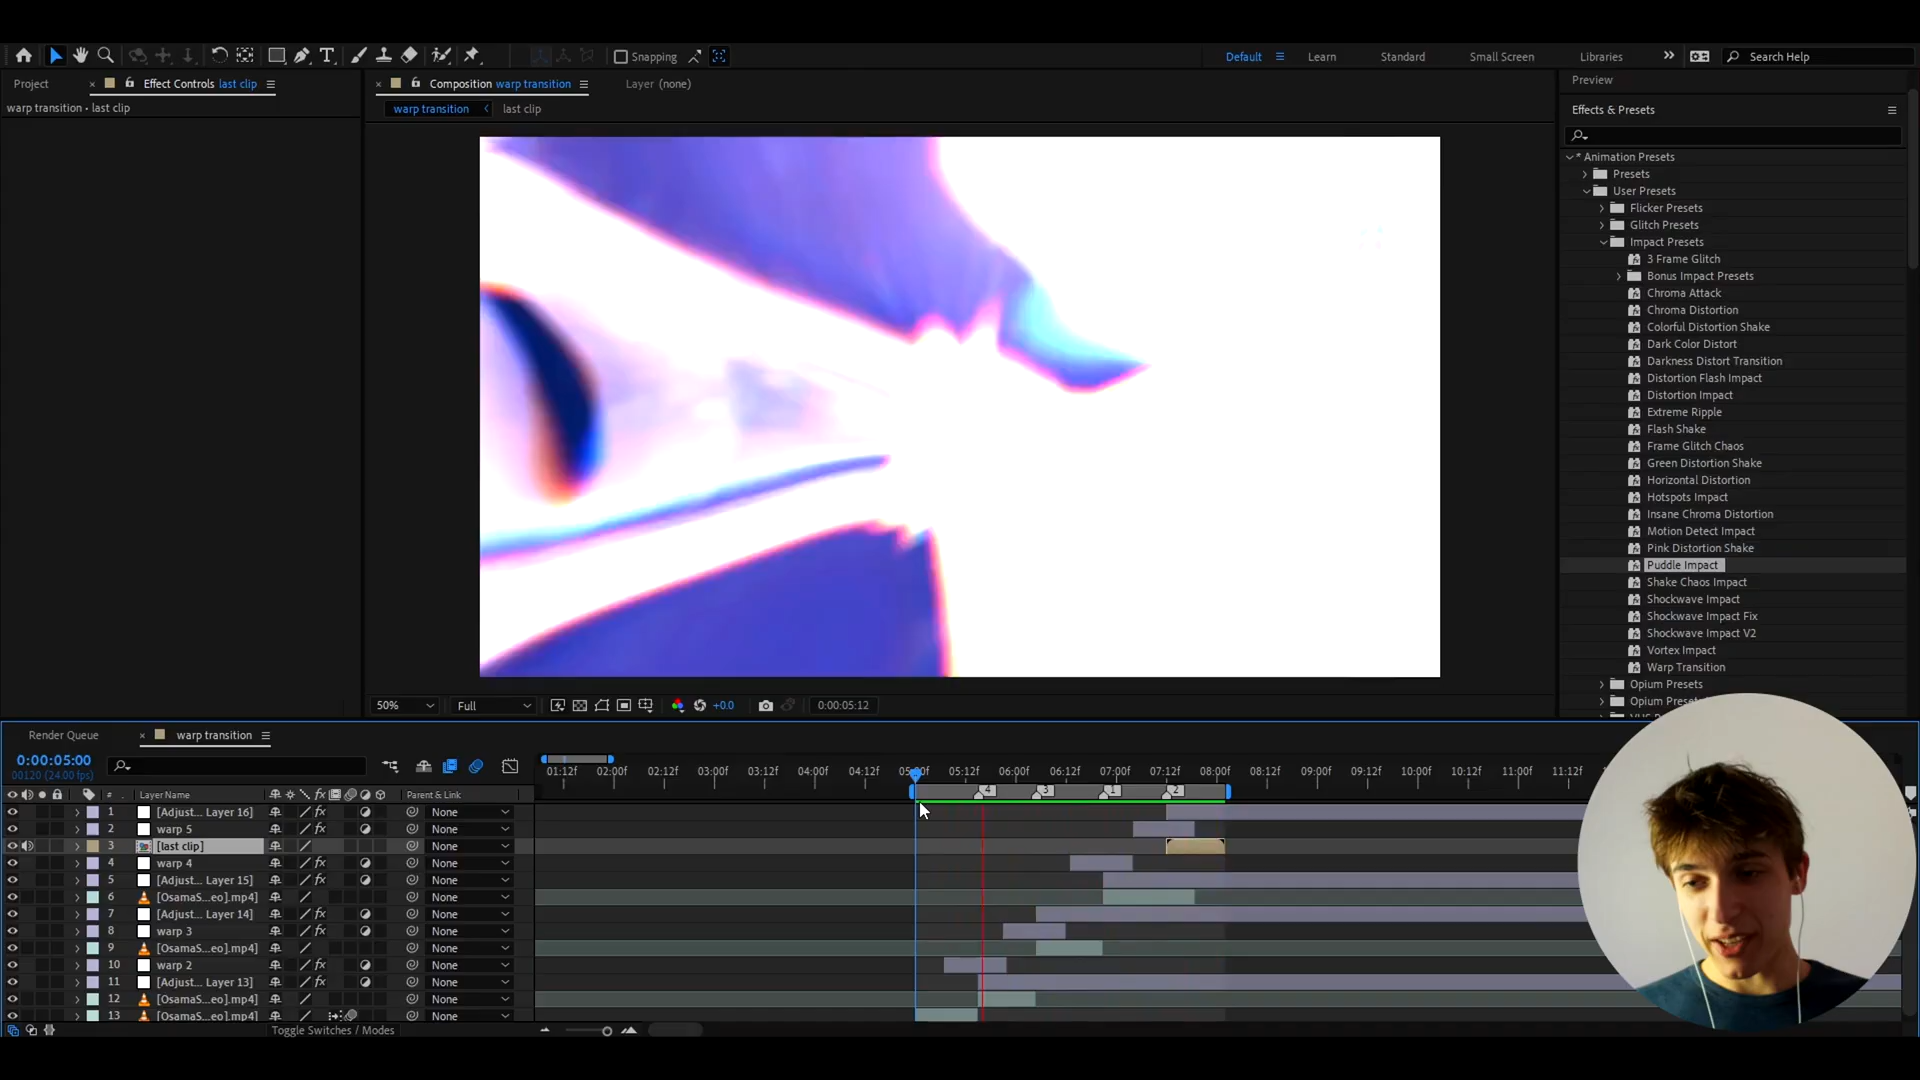 Snapping
Default
Learn
Standard
Small Screen
Libraries
Search Help
Project
Effect Controls last clip
Composition warp transition
Layer (none)
Preview
warp transition • last clip
warp transition
last clip
Effects & Presets
* Animation Presets
Presets
User Presets
Flicker Presets
Glitch Presets
Impact Presets
3 Frame Glitch
Bonus Impact Presets
Chroma Attack
Chroma Distortion
Colorful Distortion Shake
Dark Color Distort
Darkness Distort Transition
Distortion Flash Impact
Distortion Impact
Extreme Ripple
Flash Shake
Frame Glitch Chaos
Green Distortion Shake
Horizontal Distortion
Hotspots Impact
Insane Chroma Distortion
Motion Detect Impact
Pink Distortion Shake
Puddle Impact
Shake Chaos Impact
Shockwave Impact
Shockwave Impact Fix
Shockwave Impact V2
Vortex Impact
Warp Transition
Opium Presets
50%
Full
+0.0
0:00:05:12
Render Queue
warp transition
0:00:05:00
00120 (24.00 fps)
01:12f 02:00f 02:12f 03:00f 03:12f 04:00f 04:12f 05:00f 05:12f 06:00f 06:12f 07:00f 07:12f 08:00f 08:12f 09:00f 09:12f 10:00f 10:12f 11:00f 11:12f
4 3 1 2
# Layer Name Parent & Link
1 [Adjust... Layer 16] None
2 warp 5 None
3 [last clip] None
4 warp 4 None
5 [Adjust... Layer 15] None
6 [OsamaS...eo].mp4] None
7 [Adjust... Layer 14] None
8 warp 3 None
9 [OsamaS...eo].mp4] None
10 warp 2 None
11 [Adjust... Layer 13] None
12 [OsamaS...eo].mp4] None
13 [OsamaS...eo].mp4] None
Toggle Switches / Modes